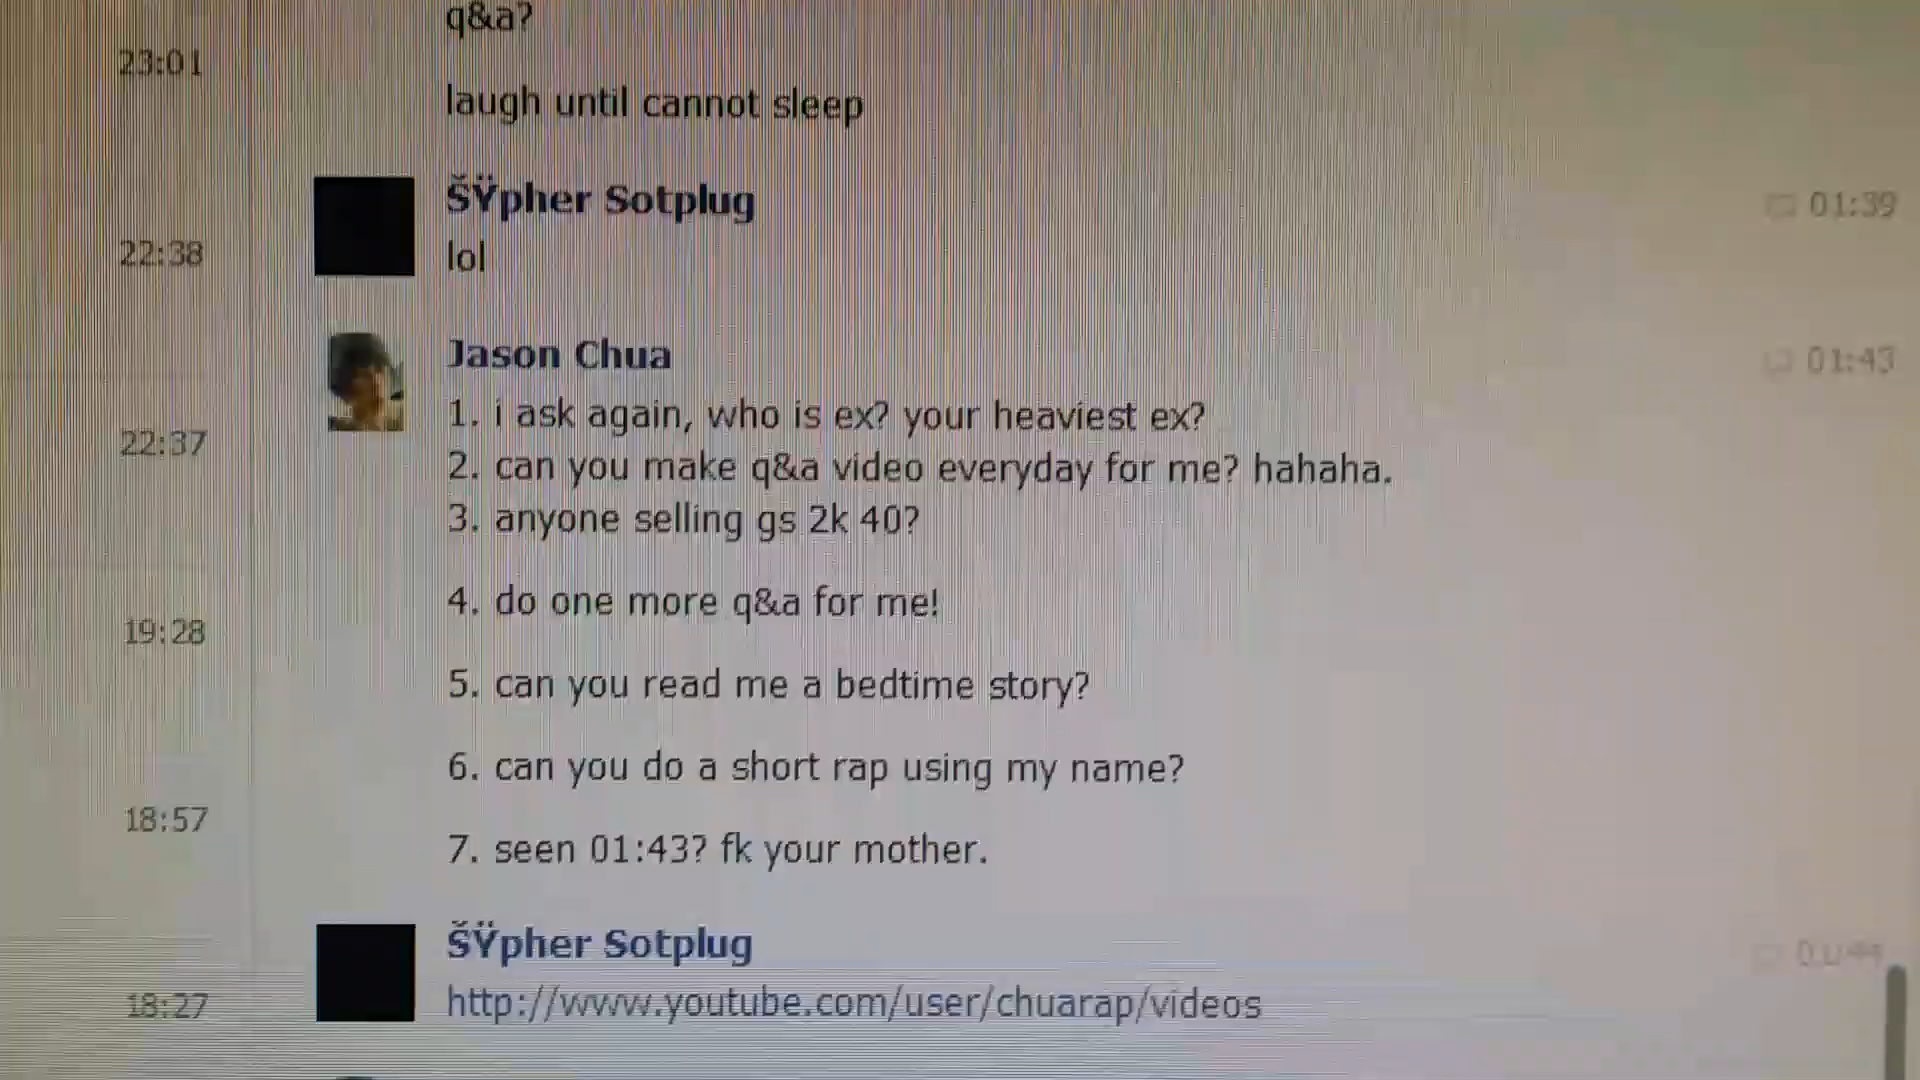 q&a?
23:01
laugh until cannot sleep
ŠŸpher Sotplug
01:39
22:38
lol
Jason Chua
01:43
1. i ask again, who is ex? your heaviest ex?
22:37
2. can you make q&a video everyday for me? hahaha.
3. anyone selling gs 2k 40?
4. do one more q&a for me!
19:28
5. can you read me a bedtime story?
6. can you do a short rap using my name?
18:57
7. seen 01:43? fk your mother.
ŠŸpher Sotplug
18:27
http://www.youtube.com/user/chuarap/videos